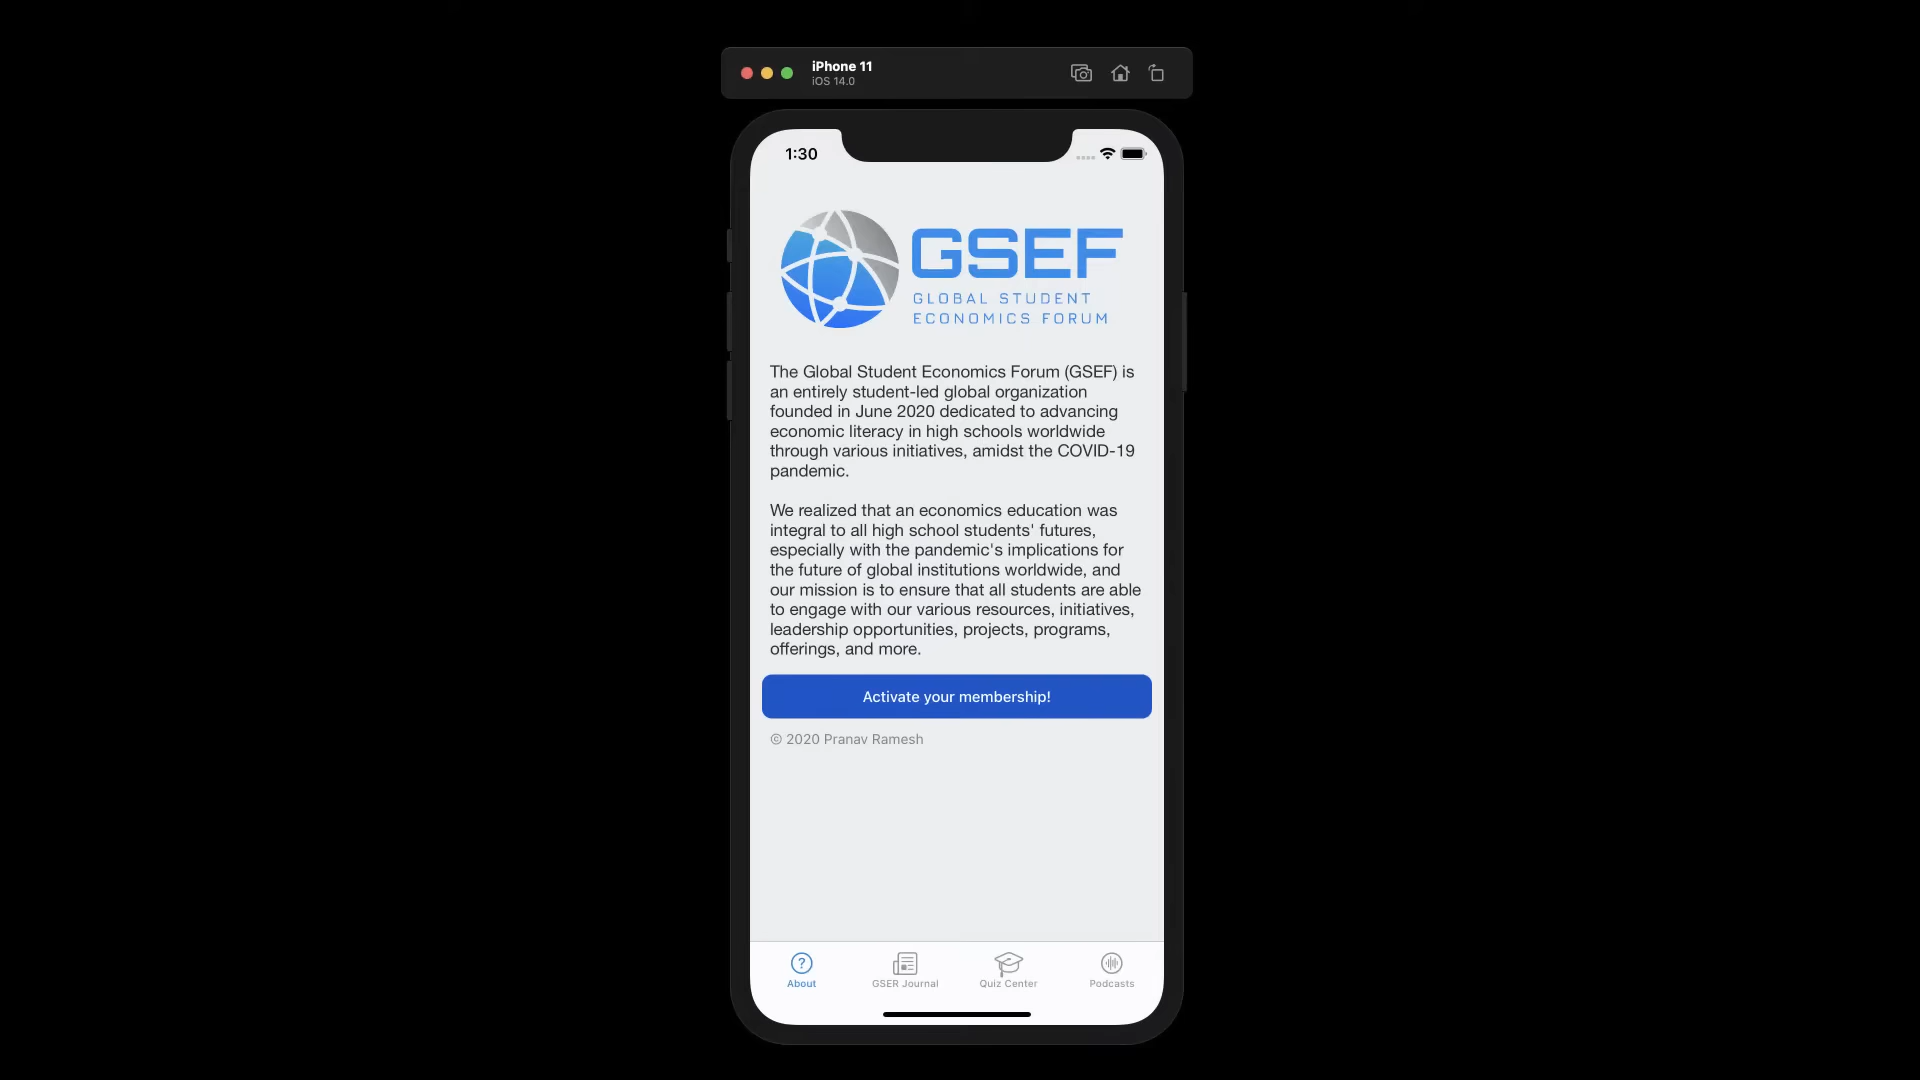 iPhone 11
iOS 14.0
1:30
GSEF
GLOBAL STUDENT
ECONOMICS FORUM
The Global Student Economics Forum (GSEF) is
an entirely student-led global organization
founded in June 2020 dedicated to advancing
economic literacy in high schools worldwide
through various initiatives, amidst the COVID-19
pandemic.
We realized that an economics education was
integral to all high school students' futures,
especially with the pandemic's implications for
the future of global institutions worldwide, and
our mission is to ensure that all students are able
to engage with our various resources, initiatives,
leadership opportunities, projects, programs,
offerings, and more.
Activate your membership!
© 2020 Pranav Ramesh
About GSER Journal Quiz Center Podcasts